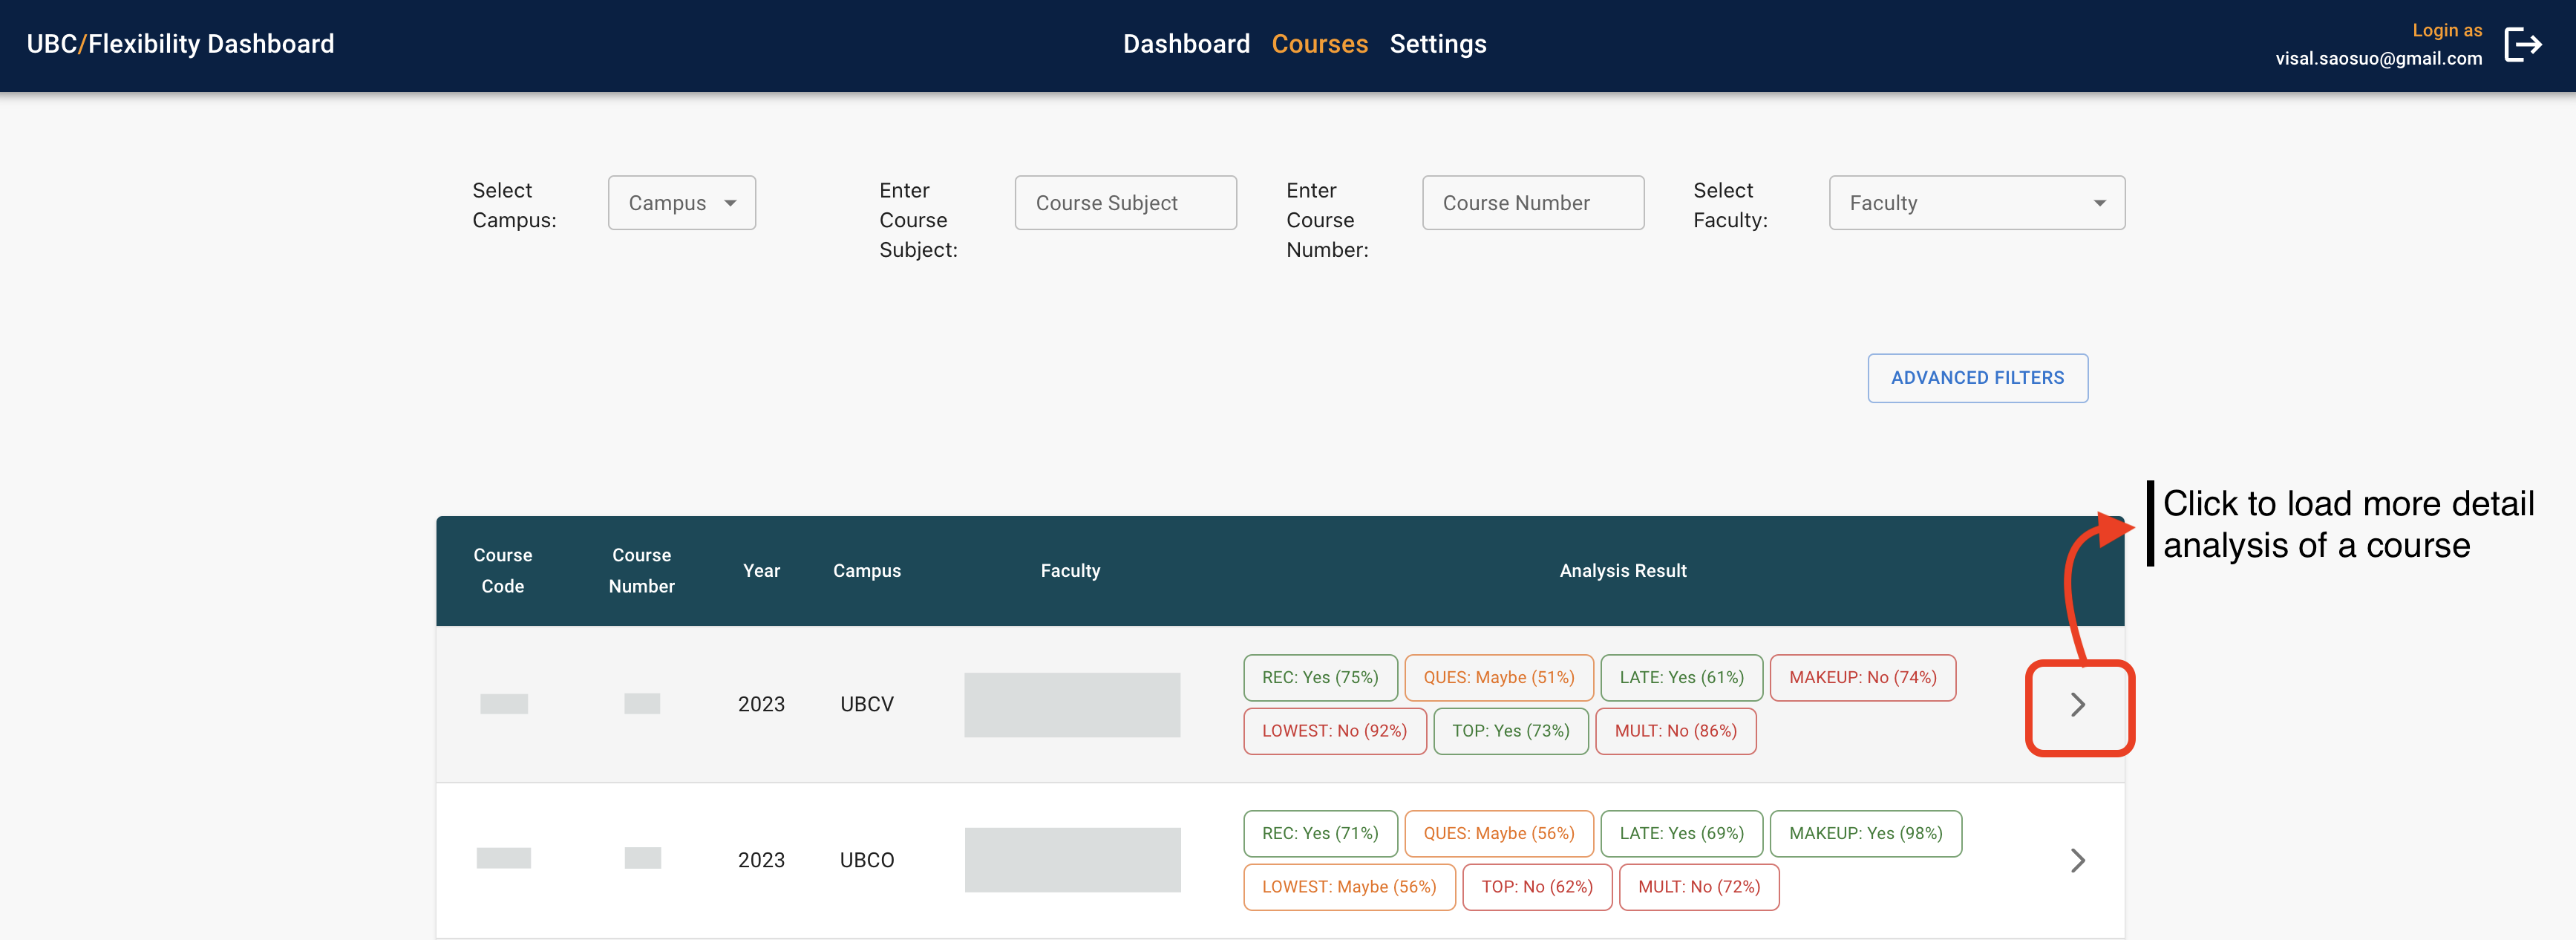 UBC/Flexibility Dashboard
Dashboard Courses Settings
Login as
visal.saosuo@gmail.com
Select
Campus:
Campus
Enter
Course
Subject:
Course Subject
Enter
Course
Number:
Course Number
Select
Faculty:
Faculty
ADVANCED FILTERS
Click to load more detail
analysis of a course
Course
Code
Course
Number
Year
Campus
Faculty
Analysis Result
2023
UBCV
REC: Yes (75%) QUES: Maybe (51%) LATE: Yes (61%) MAKEUP: No (74%)
LOWEST: No (92%) TOP: Yes (73%) MULT: No (86%)
2023
UBCO
REC: Yes (71%) QUES: Maybe (56%) LATE: Yes (69%) MAKEUP: Yes (98%)
LOWEST: Maybe (56%) TOP: No (62%) MULT: No (72%)